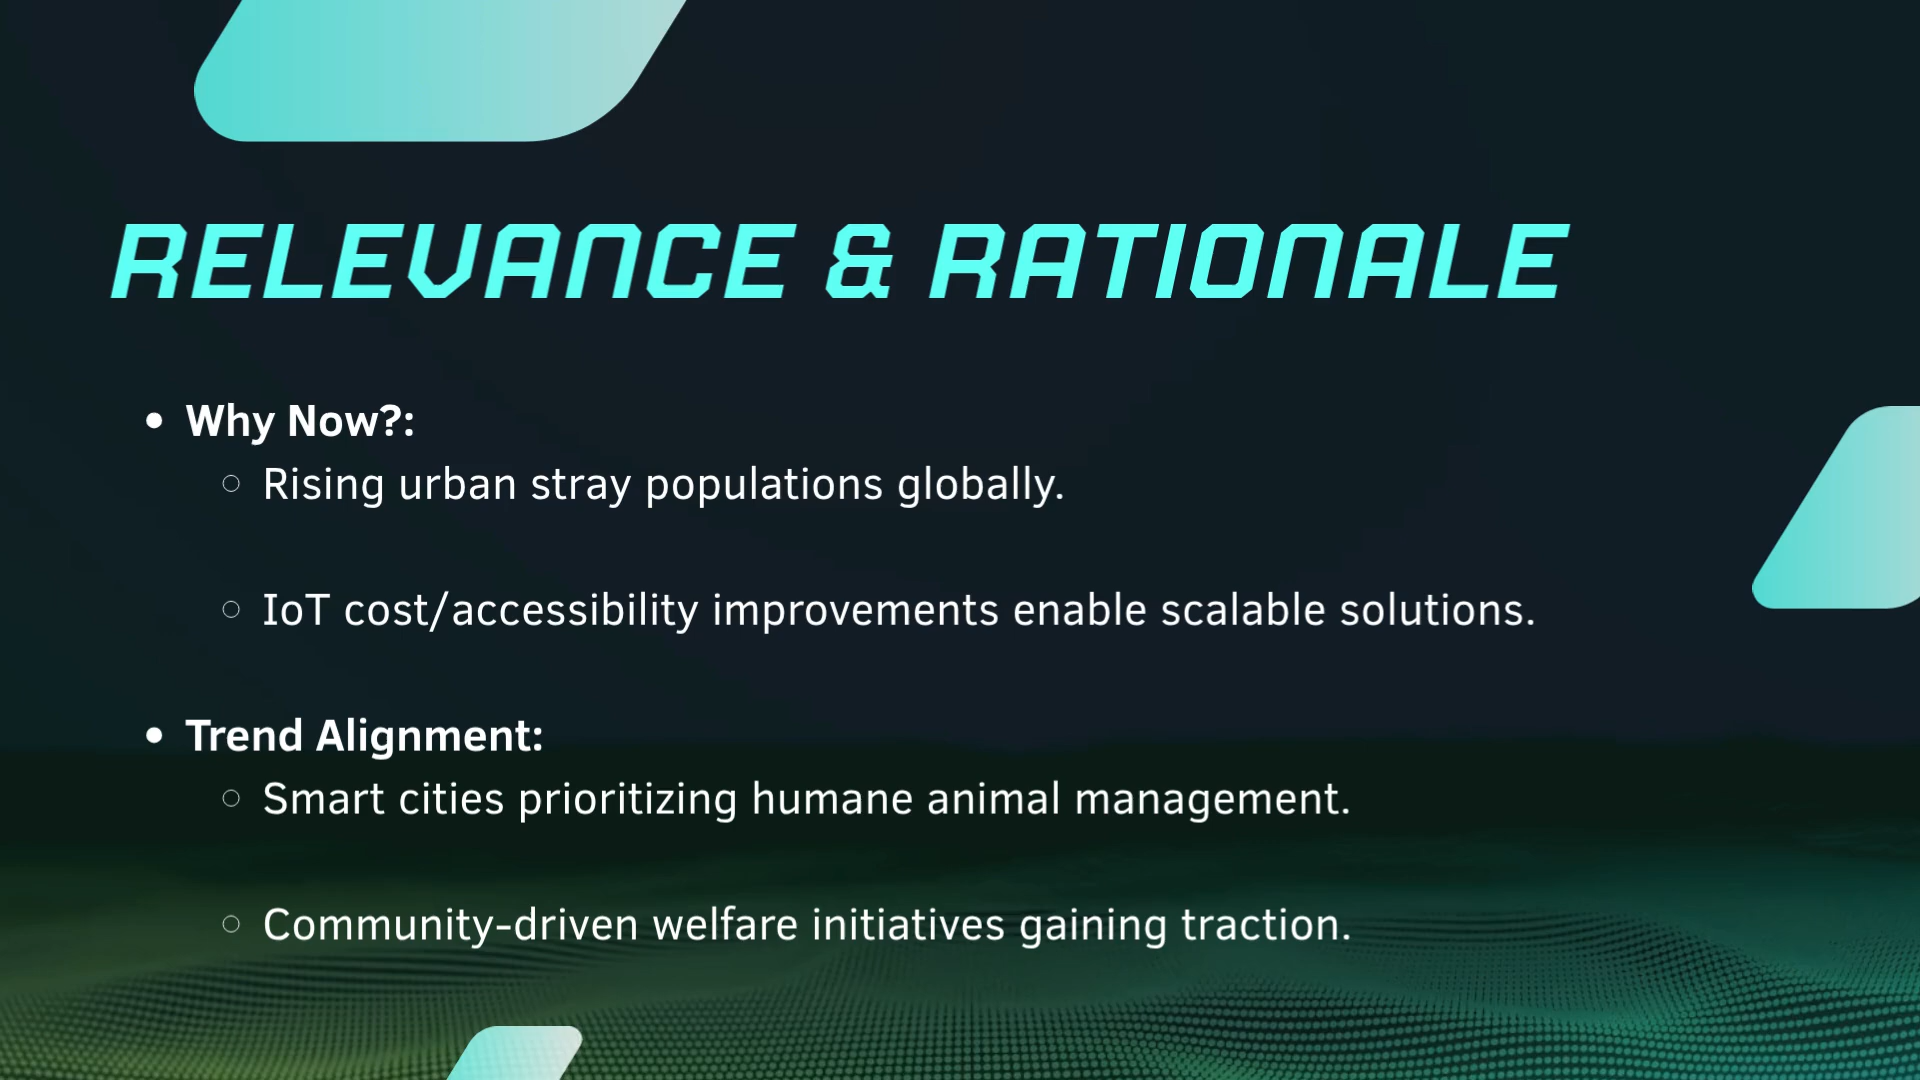 RELEVANCE & RATIONALE
• Why Now?:
○ Rising urban stray populations globally.
○ IoT cost/accessibility improvements enable scalable solutions.
• Trend Alignment:
○ Smart cities prioritizing humane animal management.
○ Community-driven welfare initiatives gaining traction.